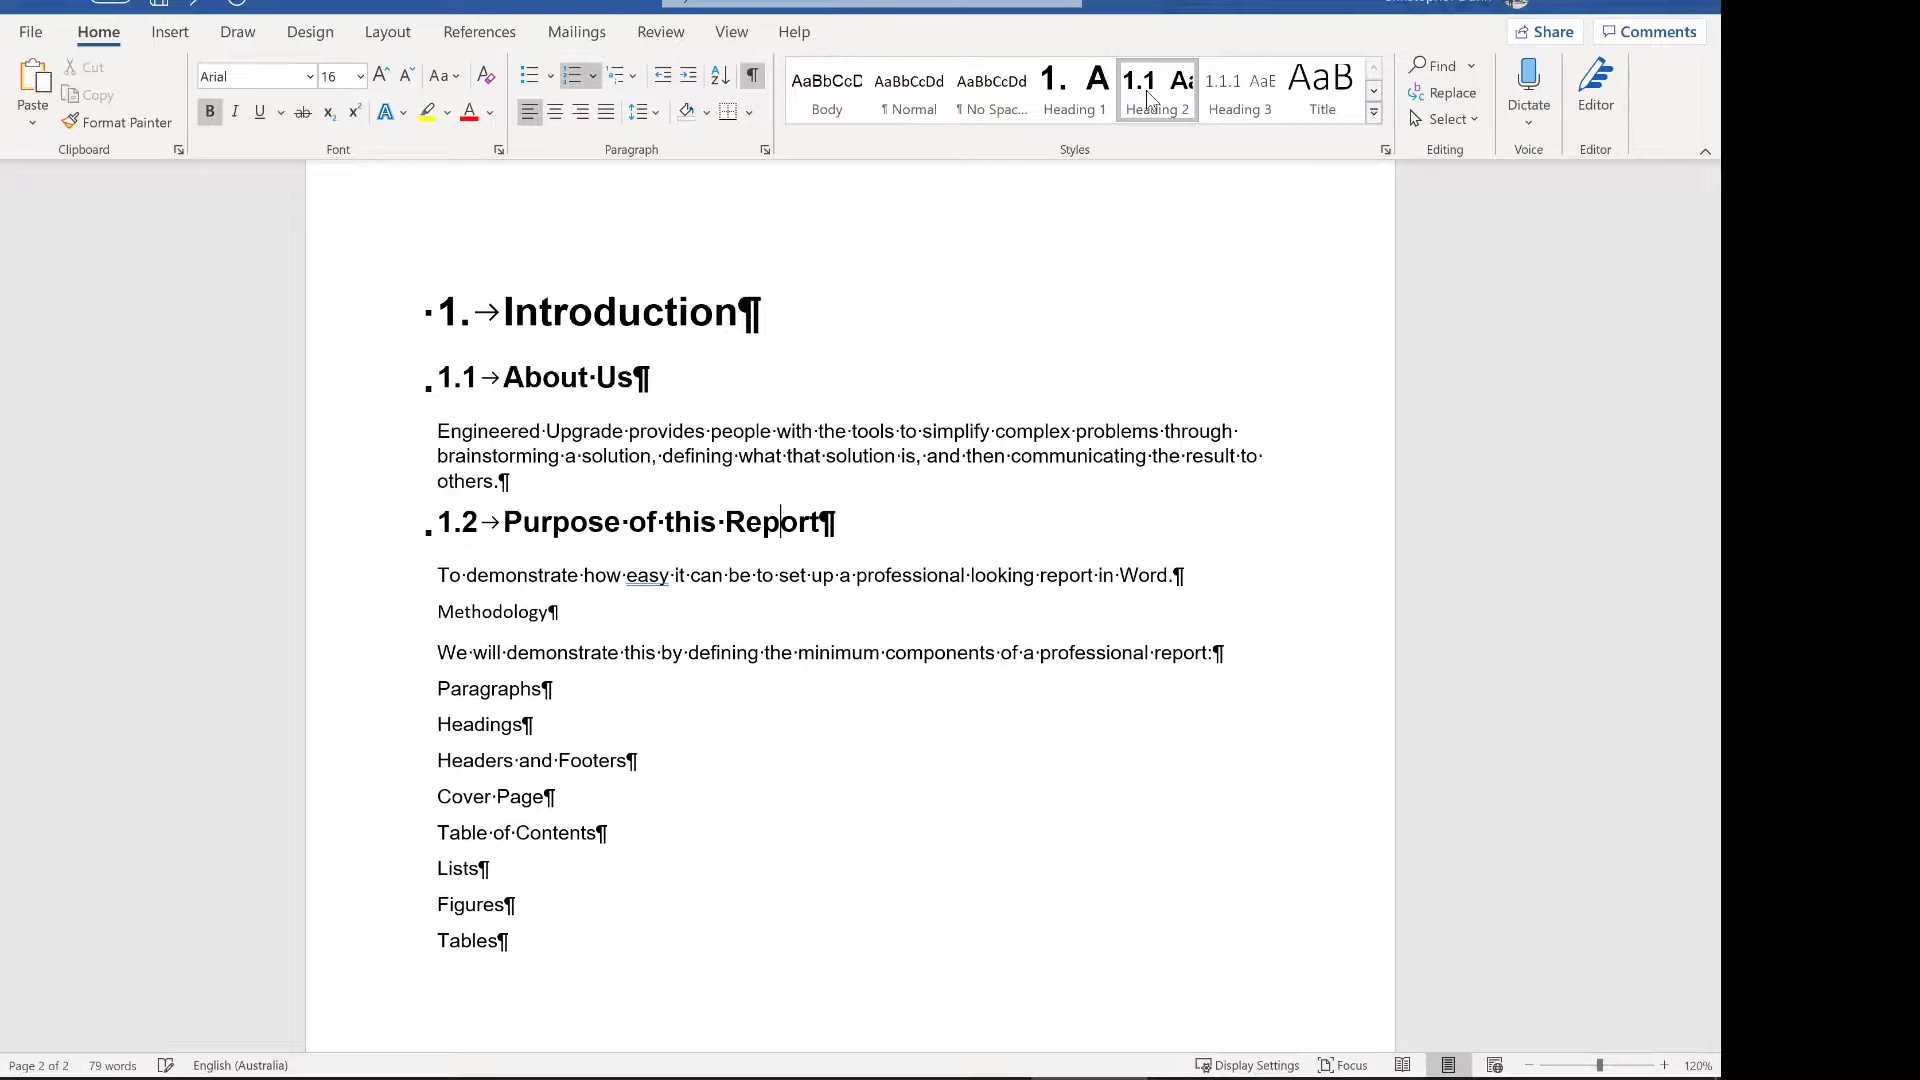 File Home Insert Draw Design Layout References Mailings Review View Help Share Comments
Paste
Cut
Copy
Format Painter
Clipboard
Arial 16
Font
Paragraph
AaBbCcD AaBbCcDd AaBbCcDd 1. A 1.1 Aa 1.1.1 AaE AaB
Body ¶ Normal ¶ No Spac... Heading 1 Heading 2 Heading 3 Title
Styles
Find
Replace
Select
Editing
Dictate
Voice
Editor
Editor
1.→Introduction¶
1.1→About·Us¶
Engineered·Upgrade·provides·people·with·the·tools·to·simplify·complex·problems·through·
brainstorming·a·solution,·defining·what·that·solution·is,·and·then·communicating·the·result·to·
others.¶
1.2→Purpose·of·this·Report¶
To·demonstrate·how·easy·it·can·be·to·set·up·a·professional·looking·report·in·Word.¶
Methodology¶
We·will·demonstrate·this·by·defining·the·minimum·components·of·a·professional·report:¶
Paragraphs¶
Headings¶
Headers·and·Footers¶
Cover·Page¶
Table·of·Contents¶
Lists¶
Figures¶
Tables¶
Page 2 of 2 79 words English (Australia) Display Settings Focus 120%